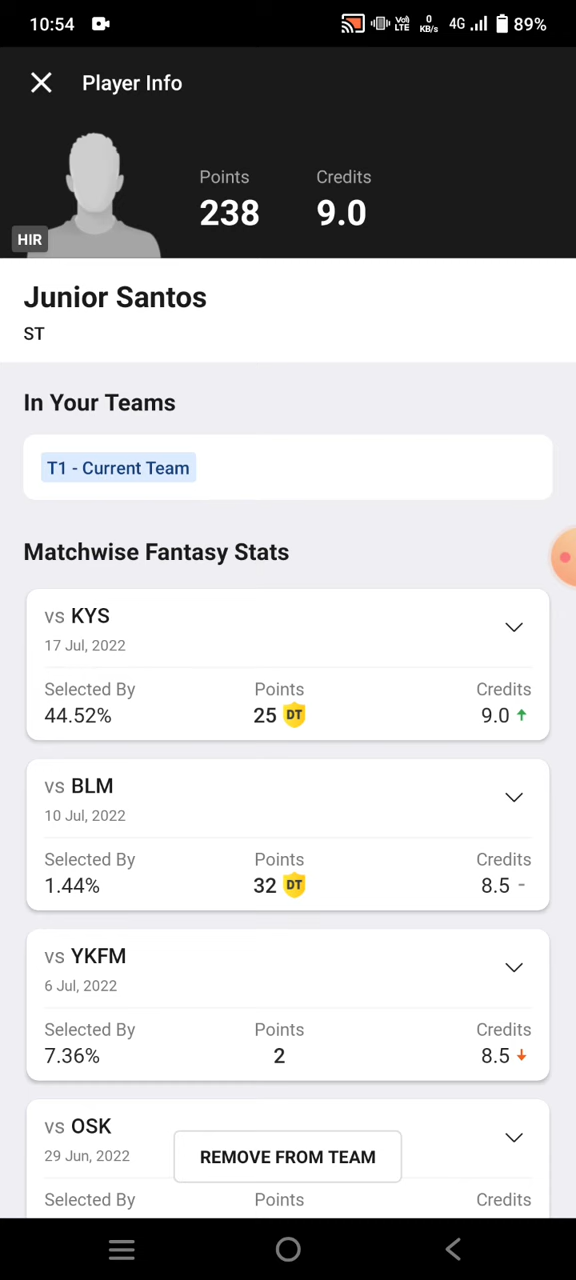 10:54 Vo) LTE 0 KB/s 4G 89%
Player Info
Points Credits
238 9.0
HIR
Junior Santos
ST
In Your Teams
T1 - Current Team
Matchwise Fantasy Stats
vs KYS
17 Jul, 2022
Selected By Points Credits
44.52% 25 DT 9.0
vs BLM
10 Jul, 2022
Selected By Points Credits
1.44% 32 DT 8.5 -
vs YKFM
6 Jul, 2022
Selected By Points Credits
7.36% 2 8.5
vs OSK
29 Jun, 2022
REMOVE FROM TEAM
Selected By Points Credits